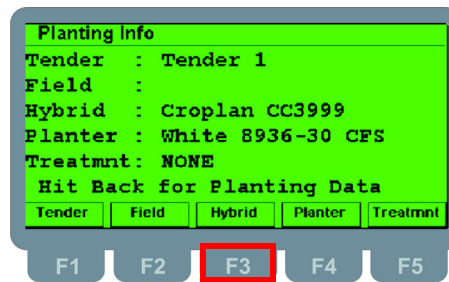 Planting Info
Tender : Tender 1
Field :
Hybrid : Croplan CC3999
Planter : White 8936-30 CFS
Treatmnt: NONE
Hit Back for Planting Data
Tender Field Hybrid Planter Treatmnt
F1 F2 F3 F4 F5